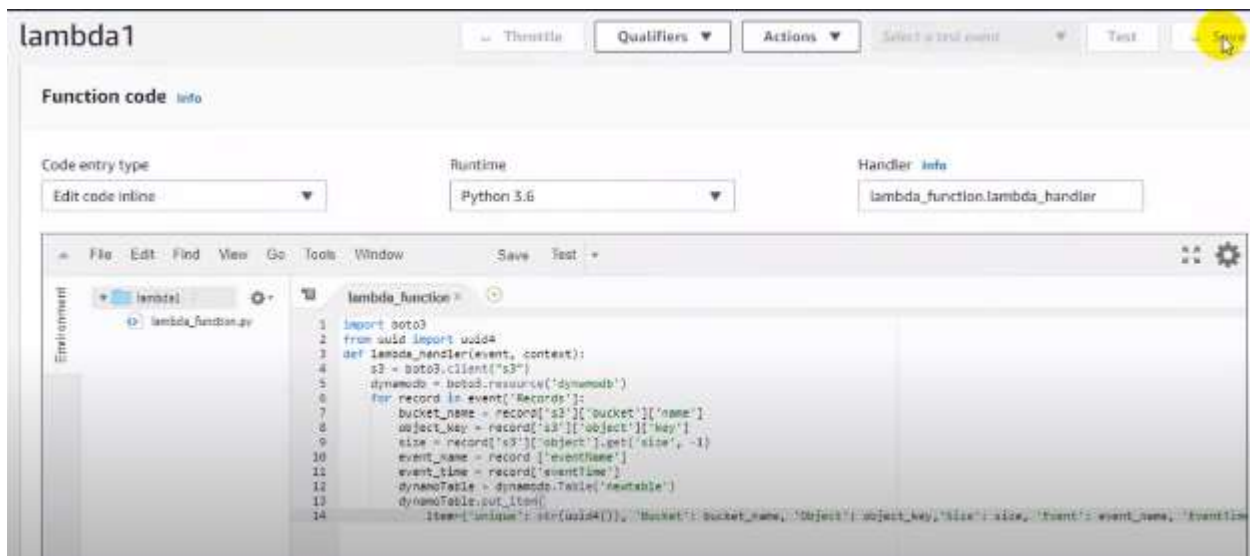 lambda1
Throttle Qualifiers Actions Select a test event Test Save
Function code Info
Code entry type Runtime Handler Info
Edit code inline Python 3.6 lambda_function.lambda_handler
File Edit Find View Go Tools Window Save Test
Environment
lambda1 lambda_function
lambda_function.py
1 import boto3
2 from uuid import uuid4
3 def lambda_handler(event, context):
4 s3 = boto3.client("s3")
5 dynamodb = boto3.resource('dynamodb')
6 for record in event['Records']:
7 bucket_name = record['s3']['bucket']['name']
8 object_key = record['s3']['object']['key']
9 size = record['s3']['object'].get('size', -1)
10 event_name = record ['eventName']
11 event_time = record['eventTime']
12 dynamoTable = dynamodb.Table('newtable')
13 dynamoTable.put_item(
14 Item={'unique': str(uuid4()), 'Bucket': bucket_name, 'Object': object_key,'Size': size, 'Event': event_name, 'EventTime